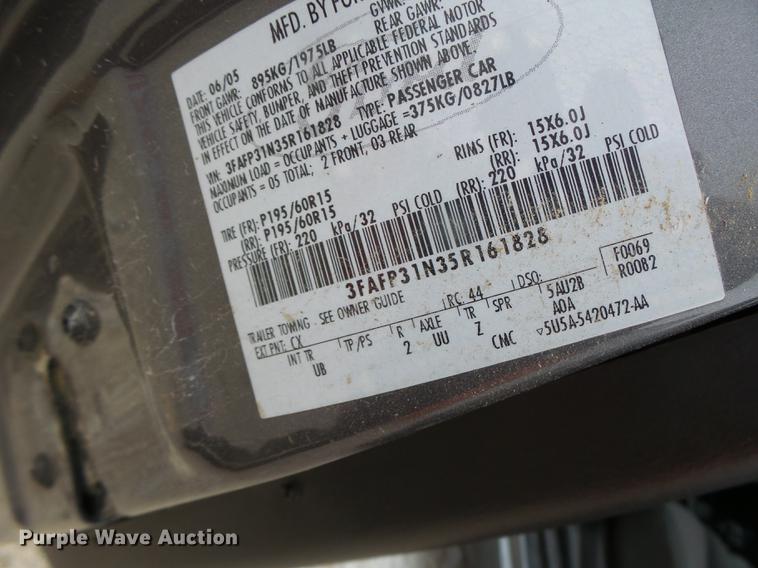 MFD. BY FOR
DATE: 06/05
GVWR:
FRONT GAWR: 895KG/1975LB
REAR GAWR:
THIS VEHICLE CONFORMS TO ALL APPLICABLE FEDERAL MOTOR
VEHICLE SAFETY, BUMPER, AND THEFT PREVENTION STANDARDS
IN EFFECT ON THE DATE OF MANUFACTURE SHOWN ABOVE.
VIN: 3FAFP31N35R161828 TYPE: PASSENGER CAR
MAXIMUM LOAD = OCCUPANTS + LUGGAGE =375KG/0827LB
OCCUPANTS = 05 TOTAL; 2 FRONT, 03 REAR
TIRE (FR): P195/60R15 RIMS (FR): 15X6.0J
(RR): P195/60R15 (RR): 15X6.0J
PRESSURE (FR): 220 kPa/32 PSI COLD (RR): 220 kPa/32 PSI COLD
3FAFP31N35R161828
TRAILER TOWING - SEE OWNER GUIDE
EXT PNT: CX RC: 44 DSO: F0069
R0082
INT TR TP/PS R AXLE TR SPR 5AU2B
UB 2 UU Z CMC A0A
▽5U5A-5420472-AA
Purple Wave Auction